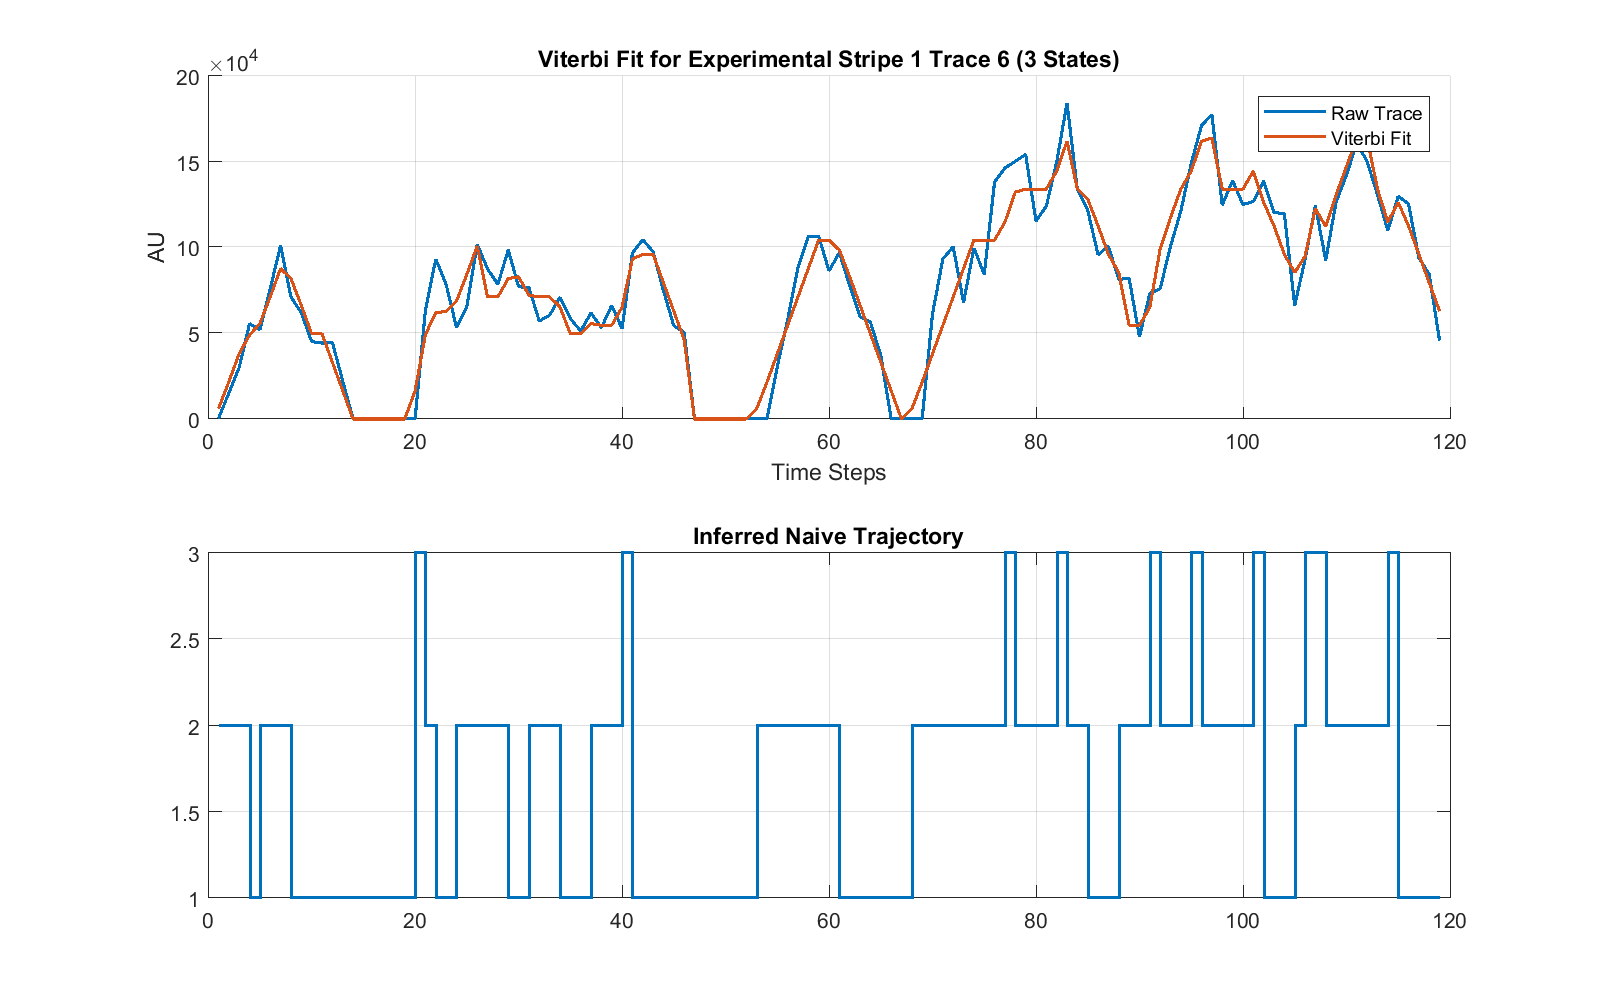 Viterbi Fit for Experimental Stripe 1 Trace 6 (3 States)
×10⁴
20
15
10
5
0
AU
Raw Trace
Viterbi Fit
0 20 40 60 80 100 120
Time Steps
Inferred Naive Trajectory
3
2.5
2
1.5
1
0 20 40 60 80 100 120